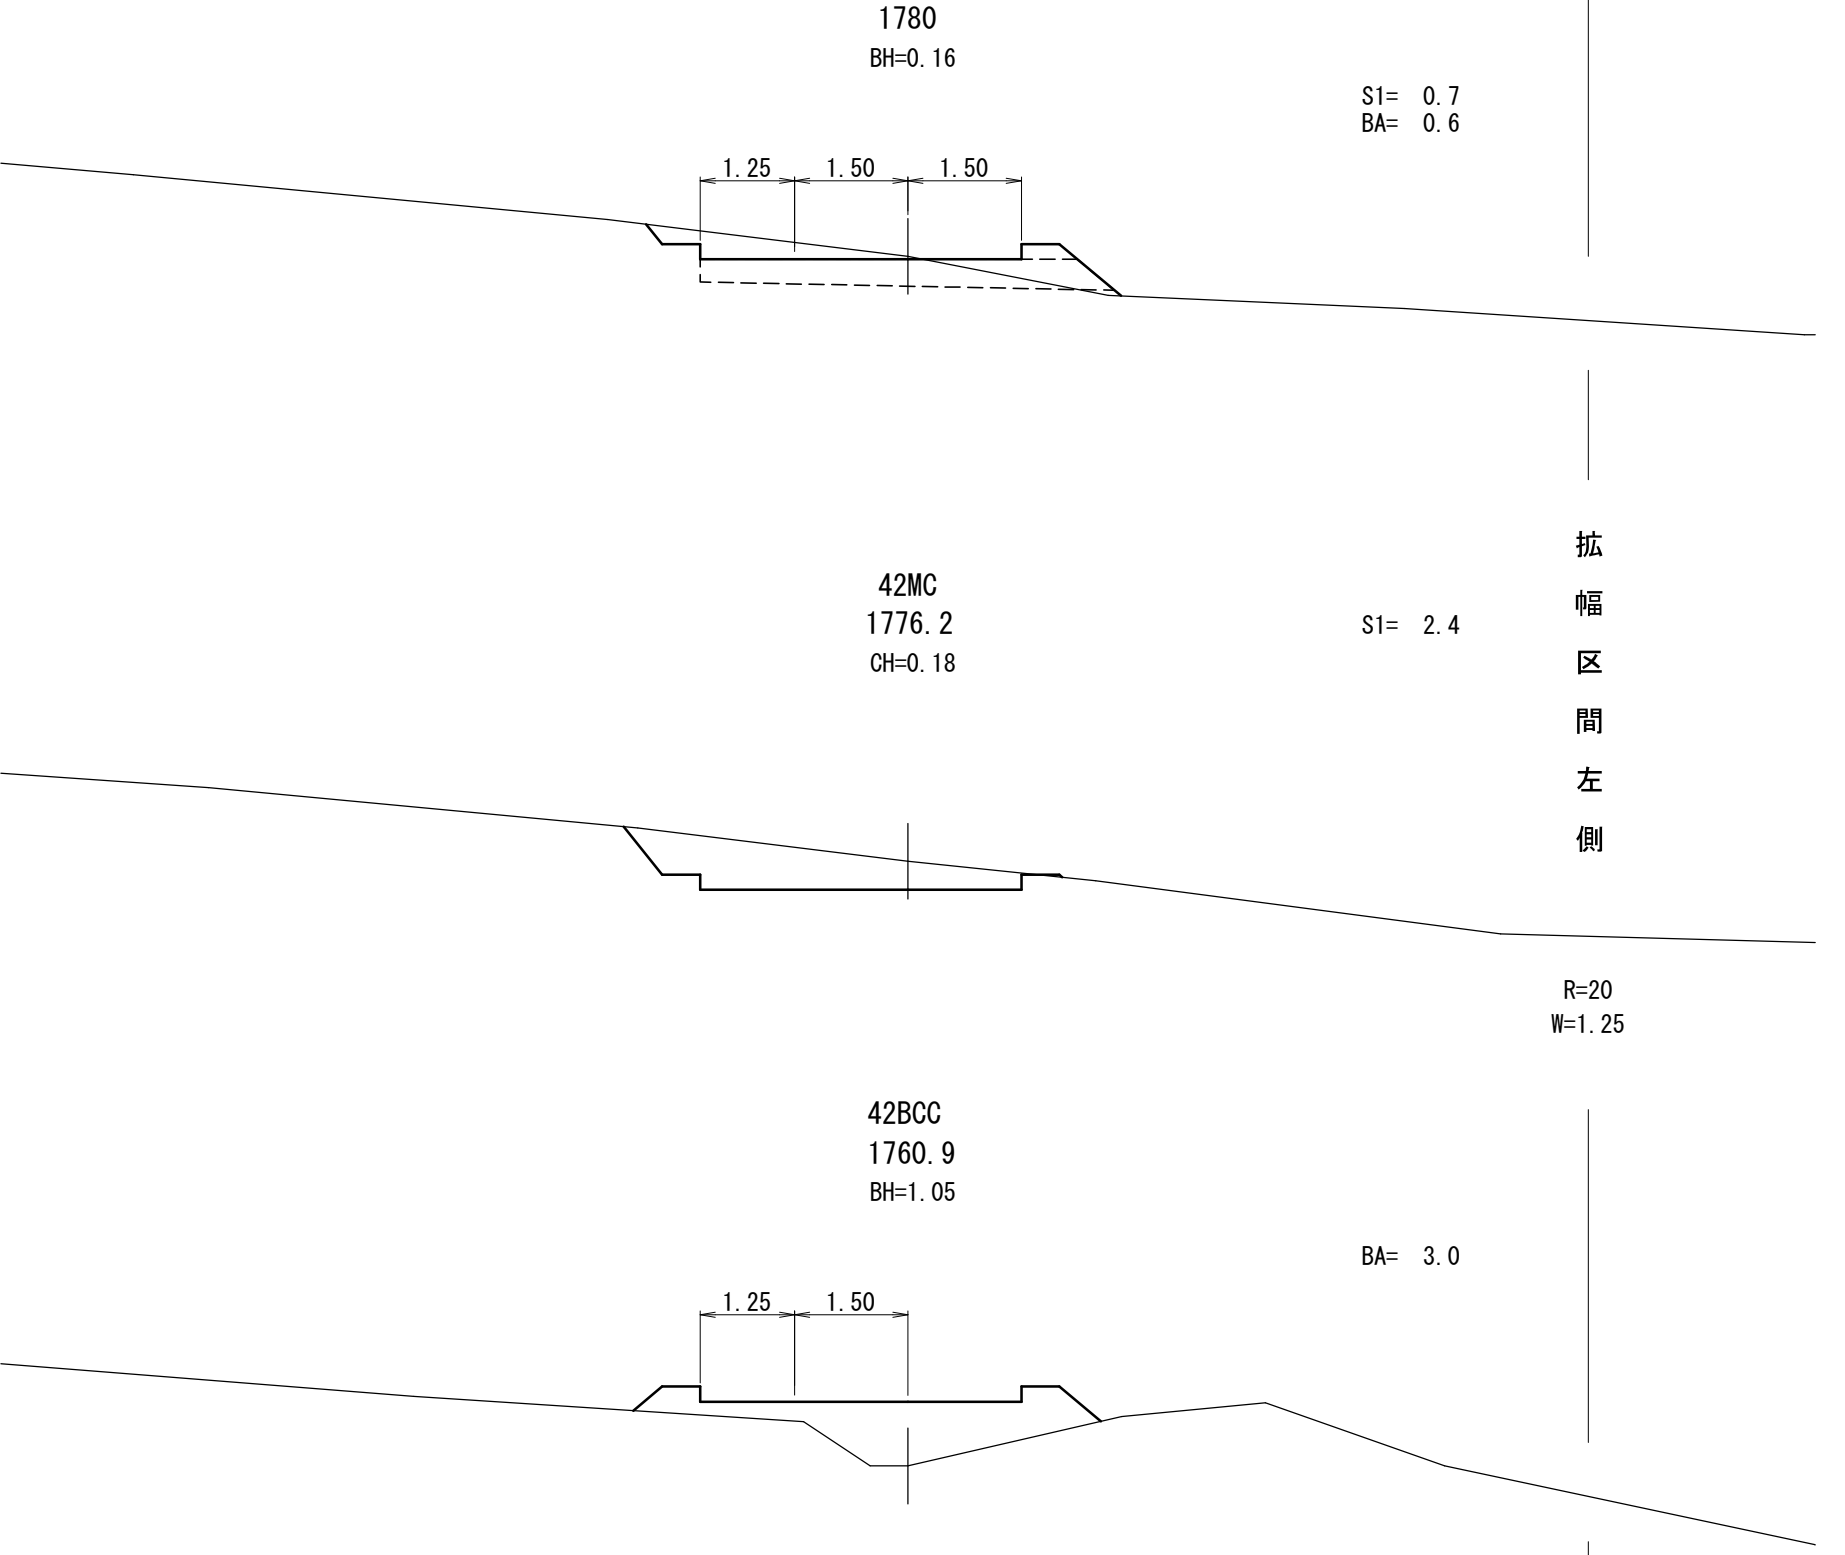 1780
BH=0.16
S1= 0.7
BA= 0.6
1.25 1.50 1.50
42MC
1776.2
CH=0.18
S1= 2.4
拡幅区間左側
R=20
W=1.25
42BCC
1760.9
BH=1.05
BA= 3.0
1.25 1.50